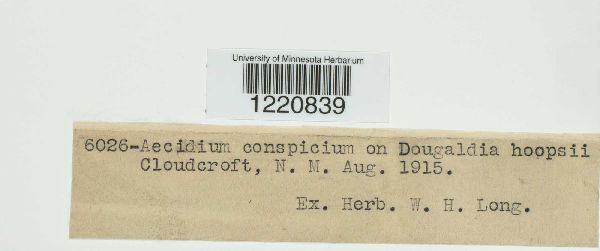 University of Minnesota Herbarium
1220839
6026-Aecidium conspicium on Dougaldia hoopsii
Cloudcroft, N. M. Aug. 1915.
Ex. Herb. W. H. Long.